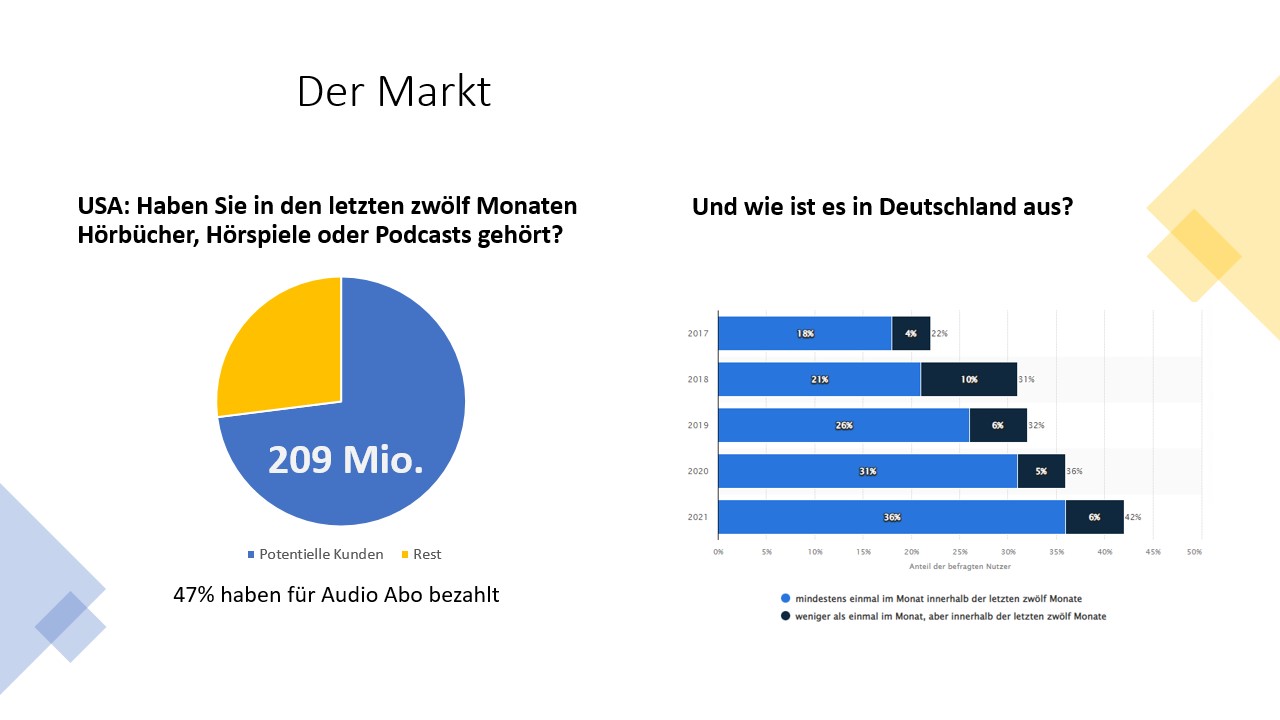 Der Markt
USA: Haben Sie in den letzten zwölf Monaten
Hörbücher, Hörspiele oder Podcasts gehört?
209 Mio.
Potentielle Kunden
Rest
47% haben für Audio Abo bezahlt
Und wie ist es in Deutschland aus?
2017 18% 4% 22%
2018 21% 10% 31%
2019 26% 6% 32%
2020 31% 5% 36%
2021 36% 6% 42%
0% 5% 10% 15% 20% 25% 30% 35% 40% 45% 50%
Anteil der befragten Nutzer
mindestens einmal im Monat innerhalb der letzten zwölf Monate
weniger als einmal im Monat, aber innerhalb der letzten zwölf Monate